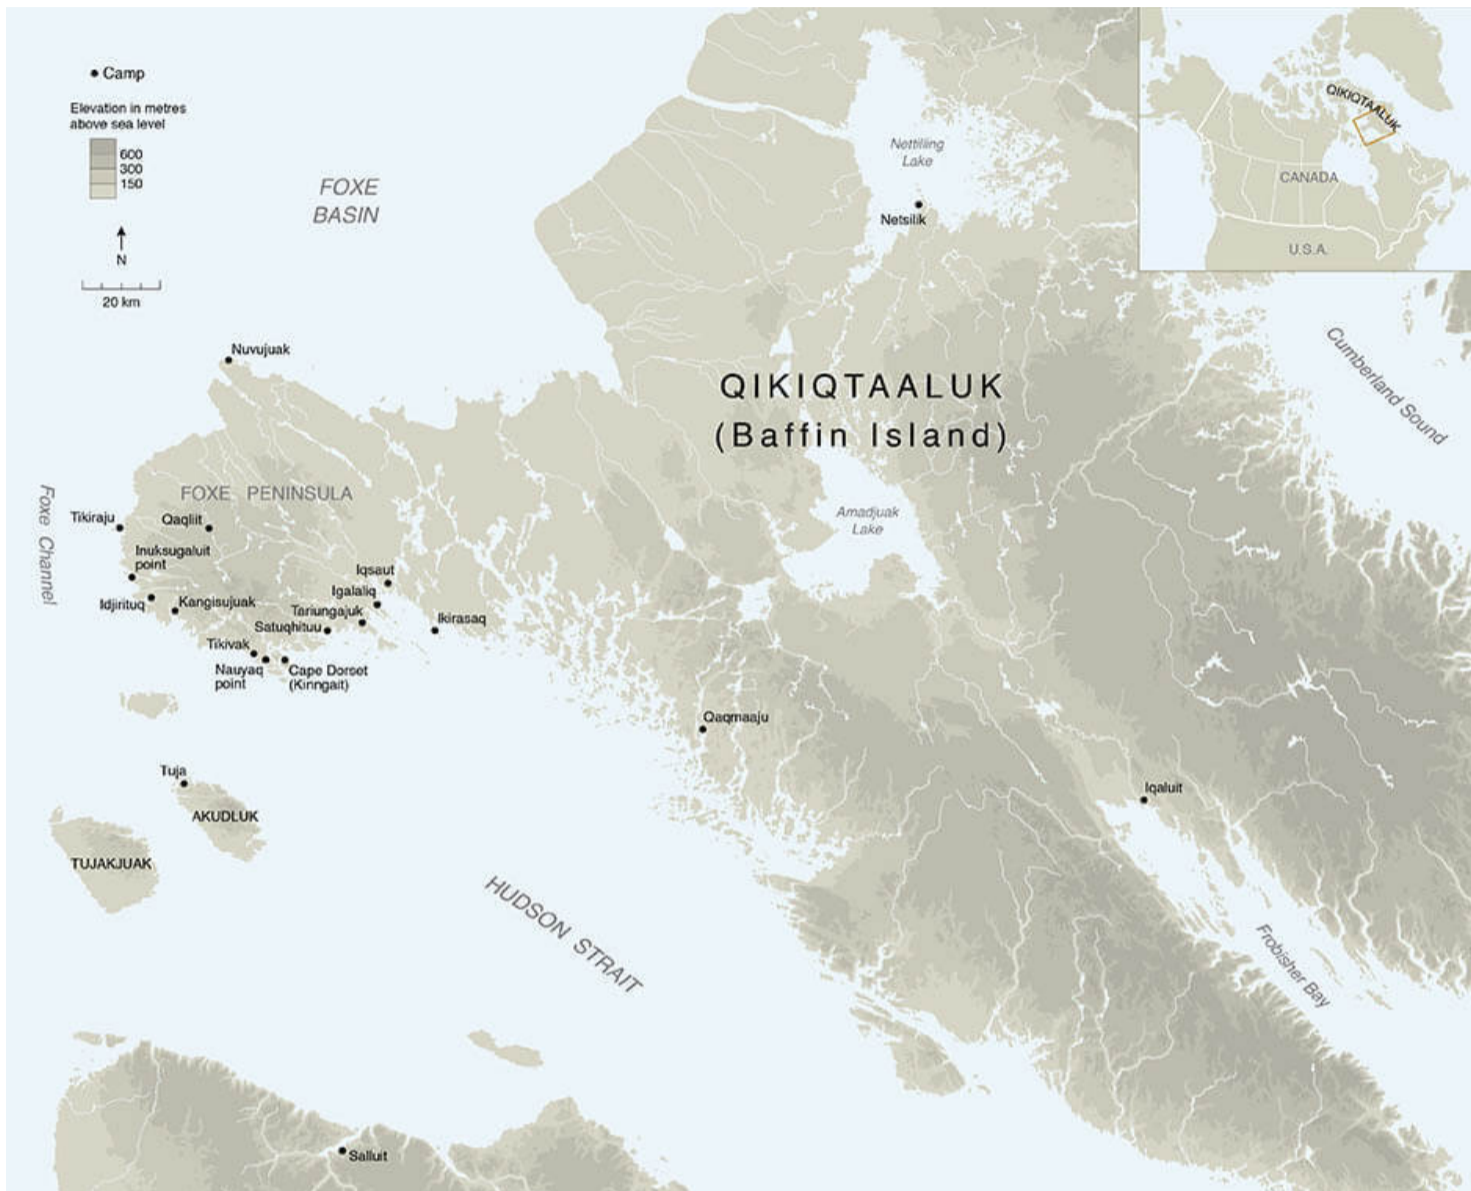 Camp
Elevation in metres
above sea level
600
300
150
N
20 km
FOXE
BASIN
Nettilling
Lake
Netsilik
QIKIQTAALUK
CANADA
U.S.A.
Cumberland Sound
Nuvujuak
QIKIQTAALUK
(Baffin Island)
FOXE PENINSULA
Foxe Channel
Amadjuak
Lake
Tikiraju
Qaqliit
Inuksugaluit
point
Idjirituq
Kangisujuak
Iqsaut
Igalaliq
Tariungajuk
Satuqhituu
Ikirasaq
Tikivak
Nauyaq
point
Cape Dorset
(Kinngait)
Qaqmaaju
Tuja
AKUDLUK
TUJAKJUAK
Iqaluit
HUDSON STRAIT
Frobisher Bay
Salluit